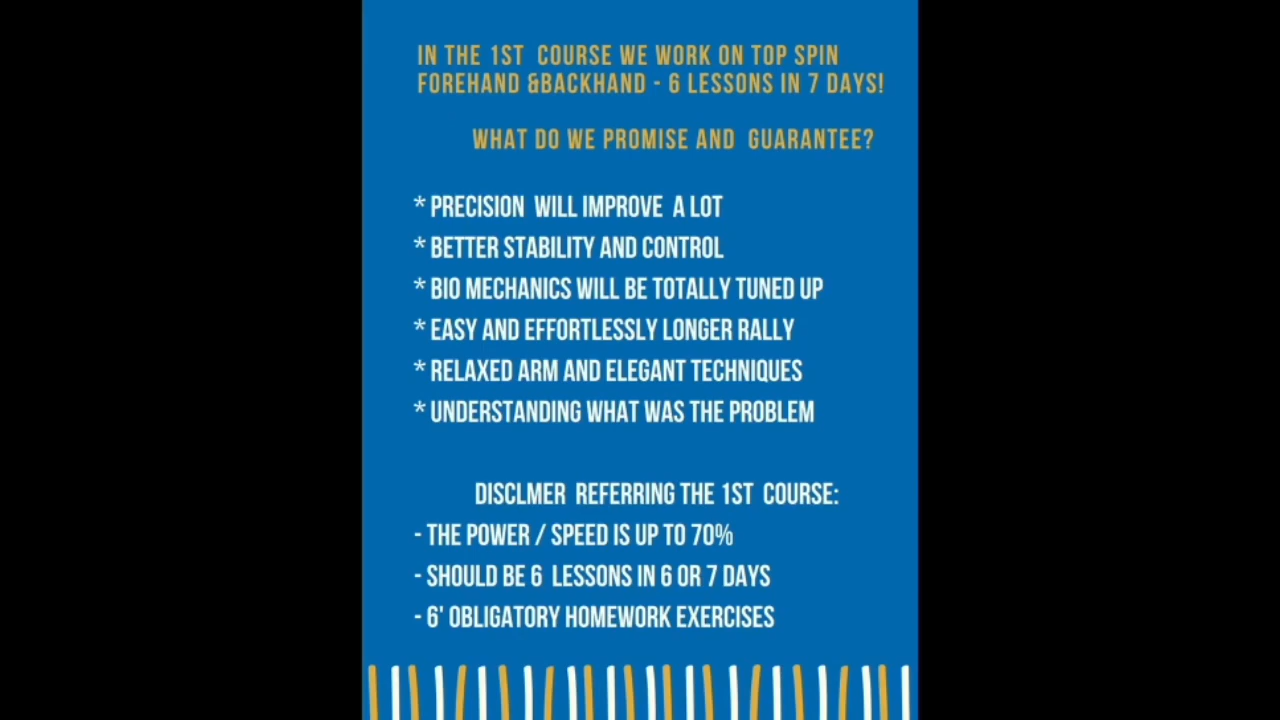 IN THE 1ST COURSE WE WORK ON TOP SPIN
FOREHAND &BACKHAND - 6 LESSONS IN 7 DAYS!
WHAT DO WE PROMISE AND GUARANTEE?
* PRECISION WILL IMPROVE A LOT
* BETTER STABILITY AND CONTROL
* BIO MECHANICS WILL BE TOTALLY TUNED UP
* EASY AND EFFORTLESSLY LONGER RALLY
* RELAXED ARM AND ELEGANT TECHNIQUES
* UNDERSTANDING WHAT WAS THE PROBLEM
DISCLMER REFERRING THE 1ST COURSE:
- THE POWER / SPEED IS UP TO 70%
- SHOULD BE 6 LESSONS IN 6 OR 7 DAYS
- 6' OBLIGATORY HOMEWORK EXERCISES